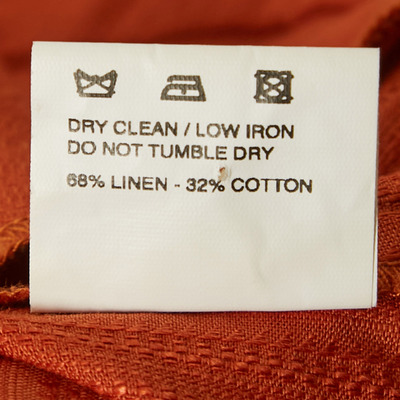 DRY CLEAN / LOW IRON
DO NOT TUMBLE DRY
68% LINEN - 32% COTTON